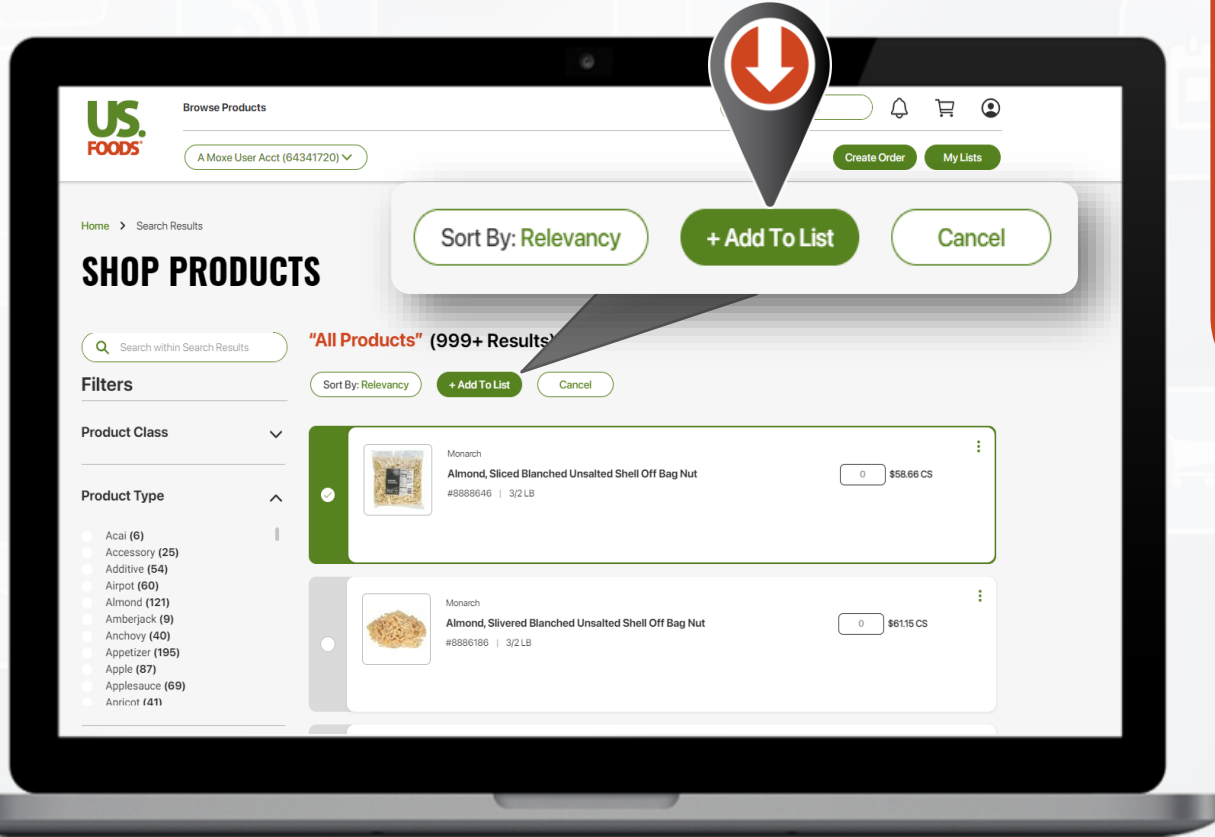 US.
FOODS
Browse Products
A Moxe User Acct (64341720)
Create Order
My Lists
Home > Search Results
Sort By: Relevancy
+ Add To List
Cancel
SHOP PRODUCTS
Search within Search Results
"All Products" (999+ Results)
Filters
Sort By: Relevancy
+ Add To List
Cancel
Product Class
Monarch
Almond, Sliced Blanched Unsalted Shell Off Bag Nut
#8888646 | 3/2 LB
0 $58.66 CS
Product Type
Acai (6)
Accessory (25)
Additive (54)
Airpot (60)
Almond (121)
Amberjack (9)
Anchovy (40)
Appetizer (195)
Apple (87)
Applesauce (69)
Apricot (41)
Monarch
Almond, Slivered Blanched Unsalted Shell Off Bag Nut
#8886186 | 3/2 LB
0 $61.15 CS